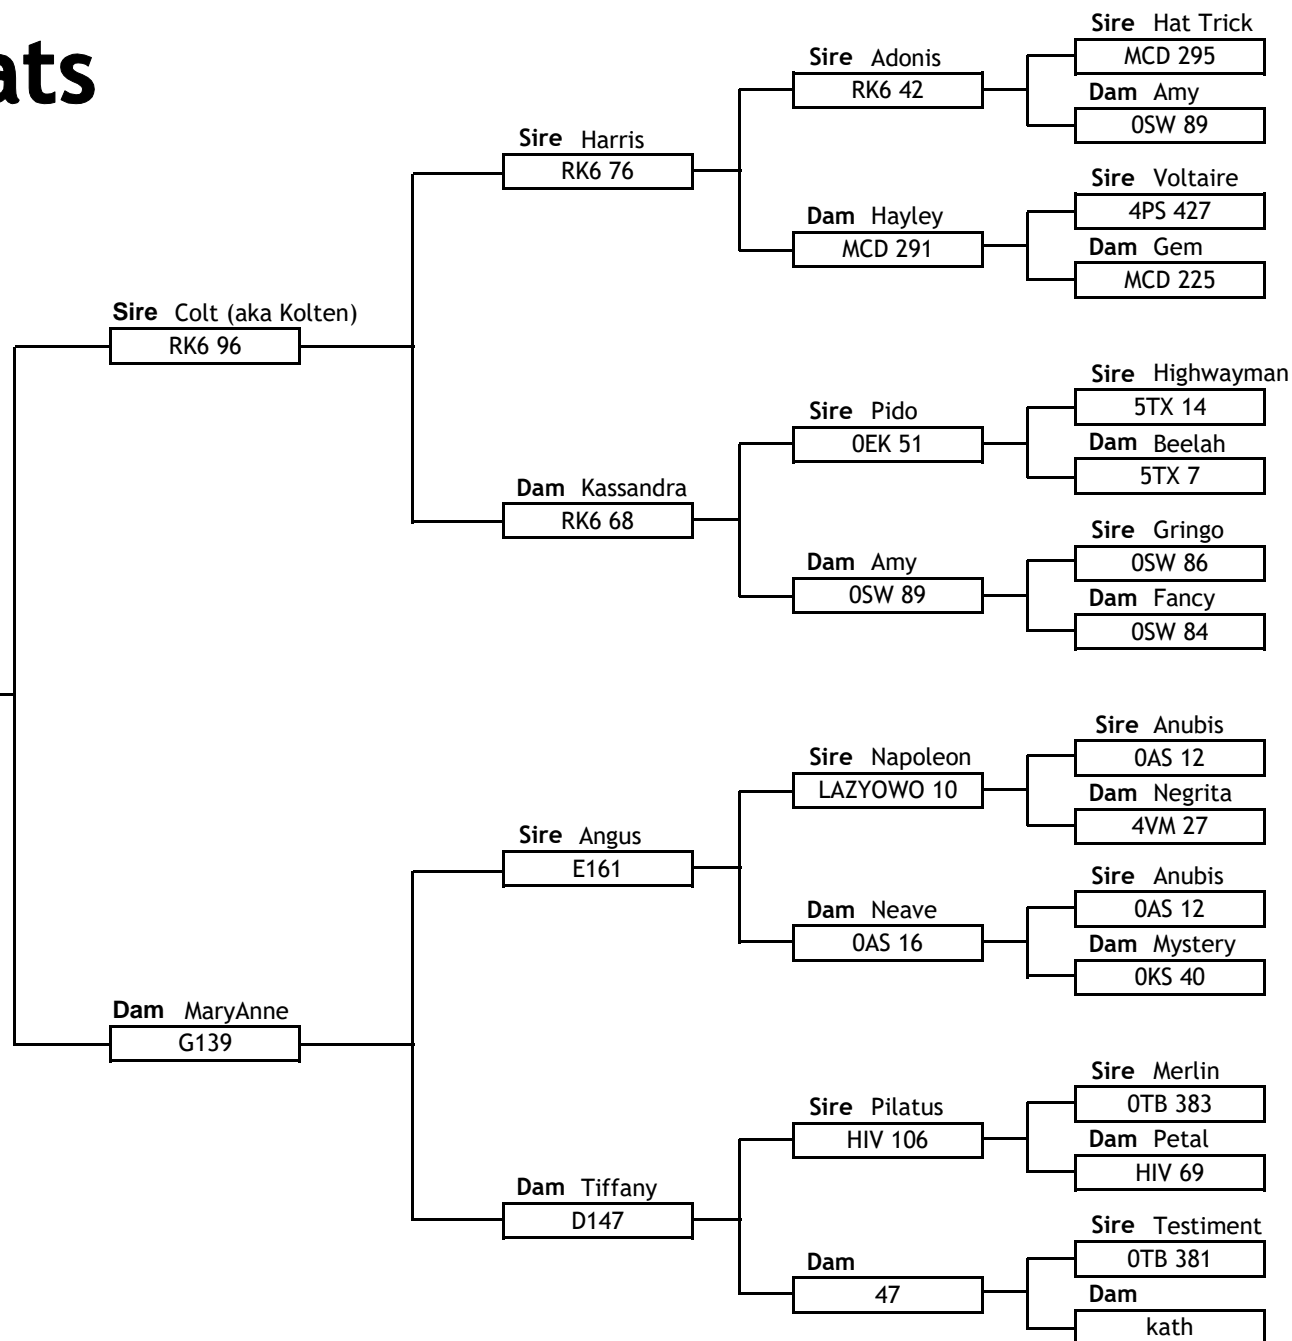 ats
Sire Colt (aka Kolten)
RK6 96
Dam MaryAnne
G139
Sire Harris
RK6 76
Dam Kassandra
RK6 68
Sire Angus
E161
Dam Tiffany
D147
Sire Adonis
RK6 42
Dam Hayley
MCD 291
Sire Pido
0EK 51
Dam Amy
0SW 89
Sire Napoleon
LAZYOWO 10
Dam Neave
0AS 16
Sire Pilatus
HIV 106
Dam
47
Sire Hat Trick
MCD 295
Dam Amy
0SW 89
Sire Voltaire
4PS 427
Dam Gem
MCD 225
Sire Highwayman
5TX 14
Dam Beelah
5TX 7
Sire Gringo
0SW 86
Dam Fancy
0SW 84
Sire Anubis
0AS 12
Dam Negrita
4VM 27
Sire Anubis
0AS 12
Dam Mystery
0KS 40
Sire Merlin
0TB 383
Dam Petal
HIV 69
Sire Testiment
0TB 381
Dam
kath